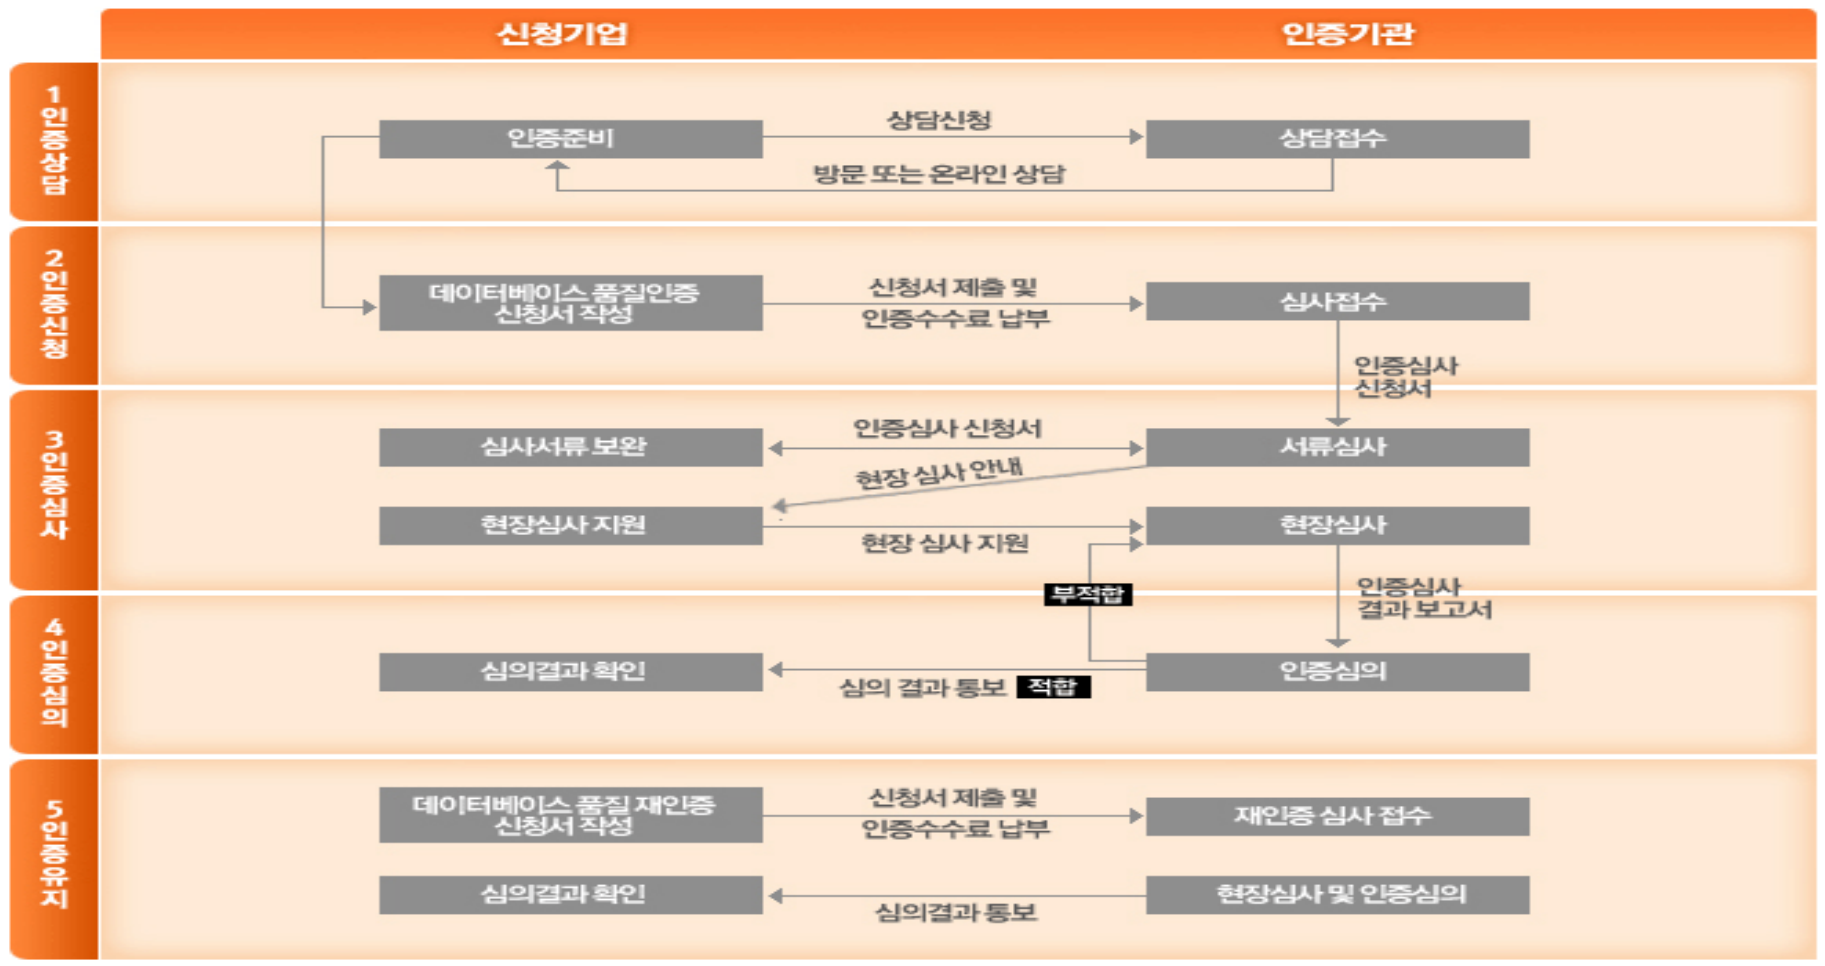 신청기업
인증기관
1
인증상담
인증준비
상담신청
상담접수
방문 또는 온라인 상담
2
인증신청
데이터베이스 품질인증
신청서 작성
신청서 제출 및
인증수수료 납부
심사접수
인증심사
신청서
3
인증심사
심사서류 보완
인증심사 신청서
서류심사
현장 심사 안내
현장심사 지원
현장 심사 지원
현장심사
부적합
인증심사
결과 보고서
4
인증심의
심의결과 확인
심의 결과 통보 적합
인증심의
5
인증유지
데이터베이스 품질 재인증
신청서 작성
신청서 제출 및
인증수수료 납부
재인증 심사 접수
심의결과 확인
심의결과 통보
현장심사 및 인증심의